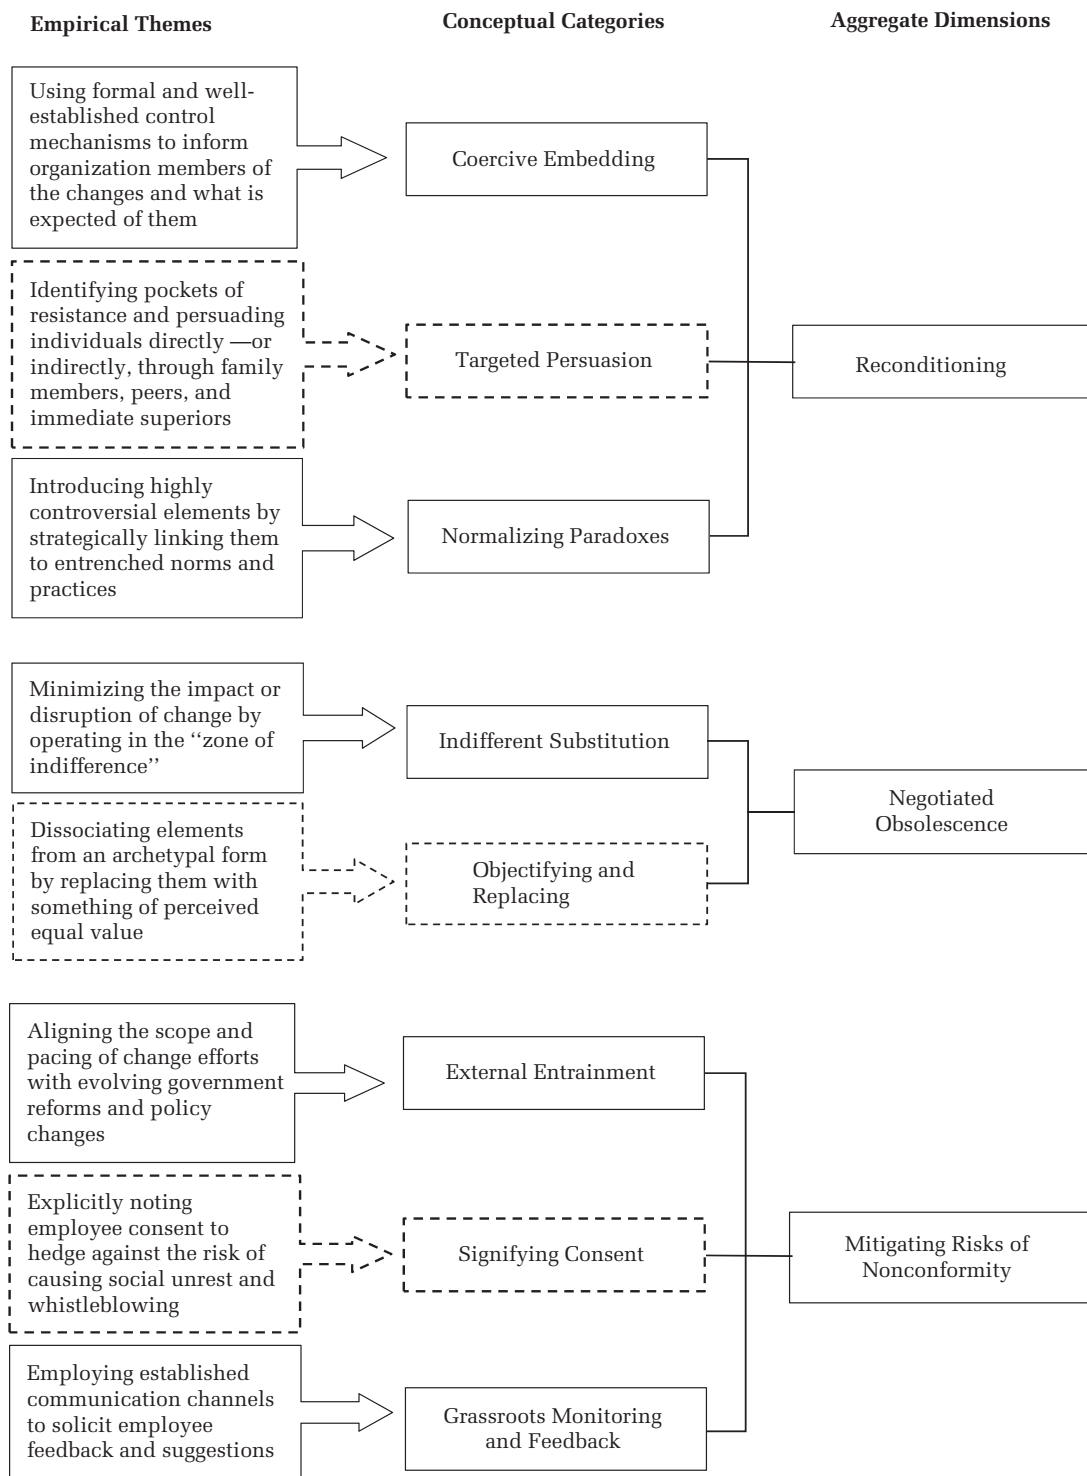 Empirical Themes
Conceptual Categories
Aggregate Dimensions
Using formal and well-
established control
mechanisms to inform
organization members of
the changes and what is
expected of them
Coercive Embedding
Identifying pockets of
resistance and persuading
individuals directly —or
indirectly, through family
members, peers, and
immediate superiors
Targeted Persuasion
Reconditioning
Introducing highly
controversial elements by
strategically linking them
to entrenched norms and
practices
Normalizing Paradoxes
Minimizing the impact or
disruption of change by
operating in the ‘‘zone of
indifference’’
Indifferent Substitution
Negotiated
Obsolescence
Dissociating elements
from an archetypal form
by replacing them with
something of perceived
equal value
Objectifying and
Replacing
Aligning the scope and
pacing of change efforts
with evolving government
reforms and policy
changes
External Entrainment
Explicitly noting
employee consent to
hedge against the risk of
causing social unrest and
whistleblowing
Signifying Consent
Mitigating Risks of
Nonconformity
Employing established
communication channels
to solicit employee
feedback and suggestions
Grassroots Monitoring
and Feedback